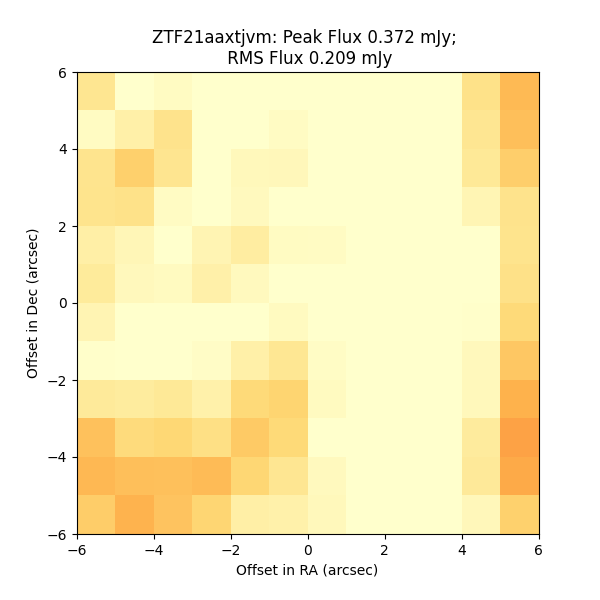 ZTF21aaxtjvm: Peak Flux 0.372 mJy;
RMS Flux 0.209 mJy
6
4
2
0
−2
−4
−6
Offset in Dec (arcsec)
−6 −4 −2 0 2 4 6
Offset in RA (arcsec)